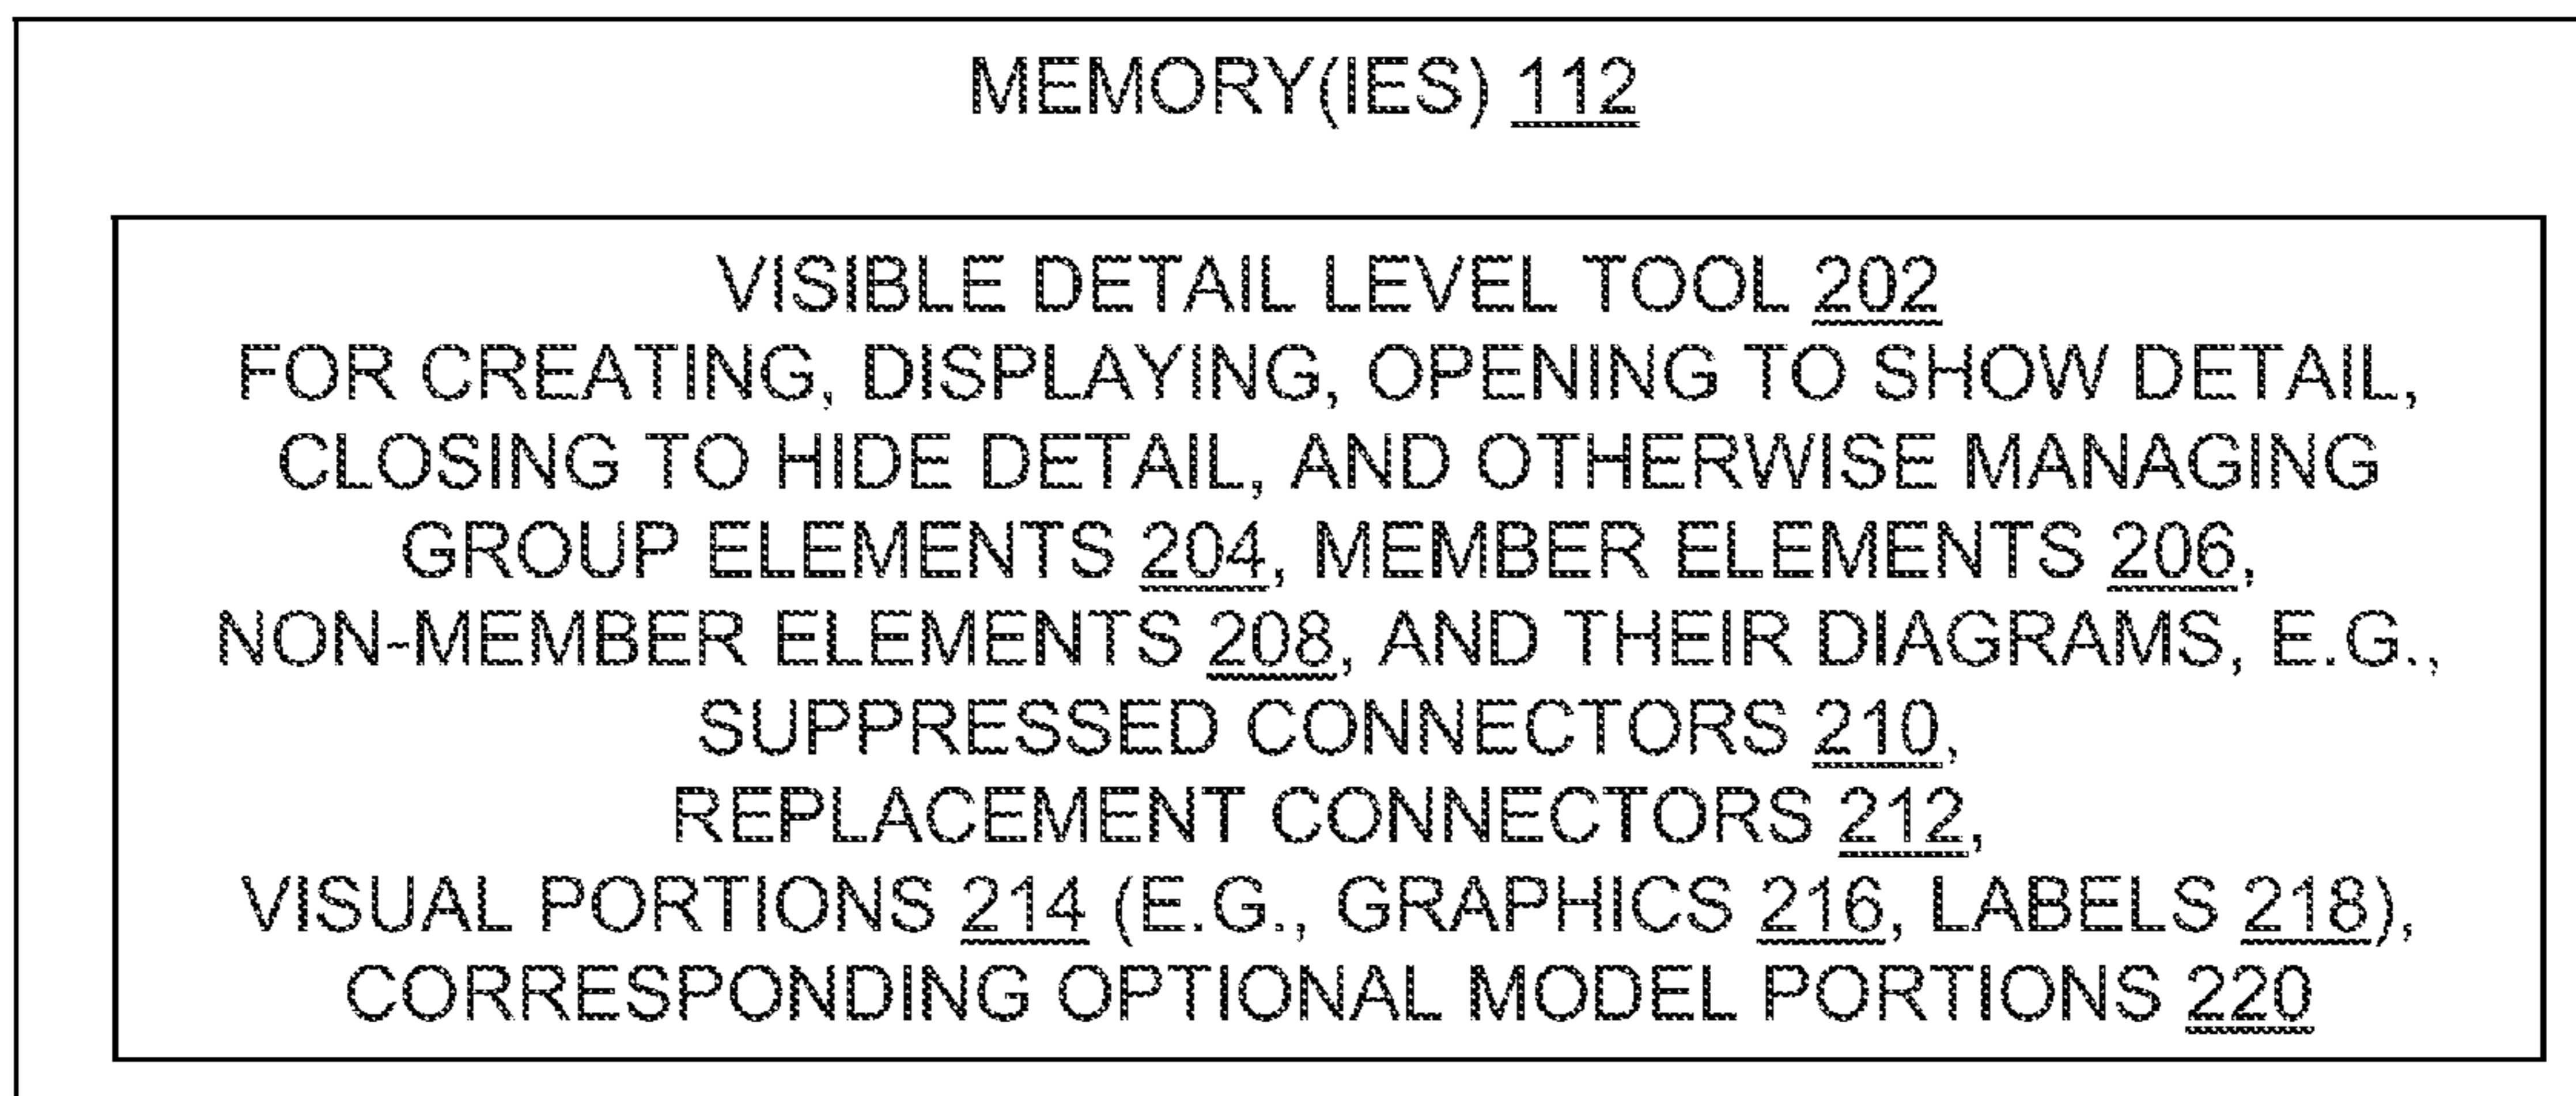 MEMORY(IES) 112
VISIBLE DETAIL LEVEL TOOL 202
FOR CREATING, DISPLAYING, OPENING TO SHOW DETAIL,
CLOSING TO HIDE DETAIL, AND OTHERWISE MANAGING
GROUP ELEMENTS 204, MEMBER ELEMENTS 206,
NON-MEMBER ELEMENTS 208, AND THEIR DIAGRAMS, E.G.,
SUPPRESSED CONNECTORS 210,
REPLACEMENT CONNECTORS 212,
VISUAL PORTIONS 214 (E.G., GRAPHICS 216, LABELS 218),
CORRESPONDING OPTIONAL MODEL PORTIONS 220